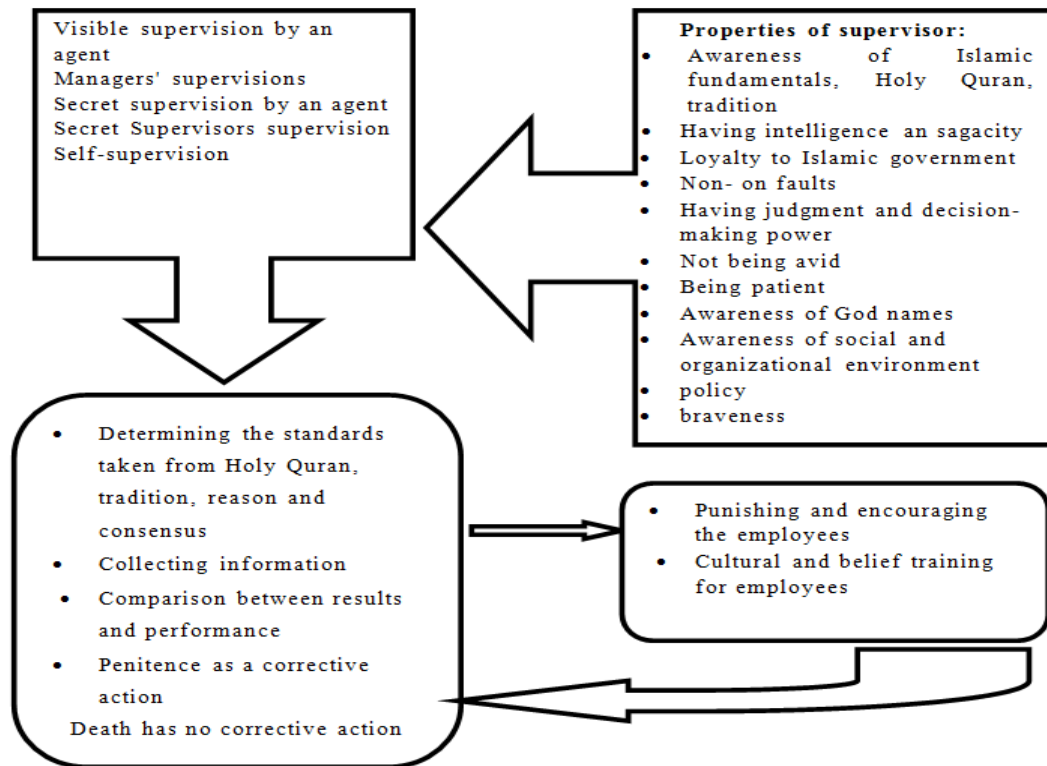 Visible supervision by an
agent
Managers' supervisions
Secret supervision by an agent
Secret Supervisors supervision
Self-supervision
Properties of supervisor:
• Awareness of Islamic
fundamentals, Holy Quran,
tradition
• Having intelligence an sagacity
• Loyalty to Islamic government
• Non- on faults
• Having judgment and decision-
making power
• Not being avid
• Being patient
• Awareness of God names
• Awareness of social and
organizational environment
• policy
• braveness
• Determining the standards
taken from Holy Quran,
tradition, reason and
consensus
• Collecting information
• Comparison between results
and performance
• Penitence as a corrective
action
Death has no corrective action
• Punishing and encouraging
the employees
• Cultural and belief training
for employees